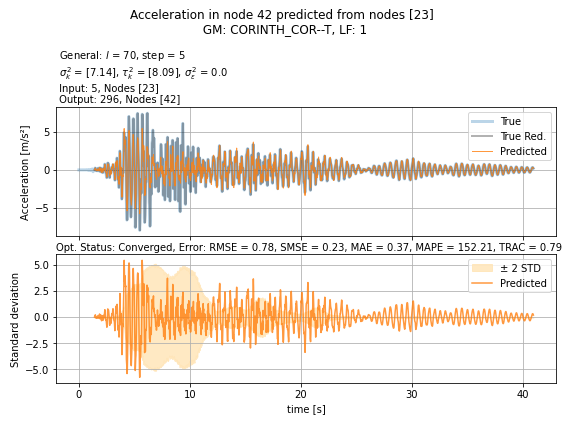 Acceleration in node 42 predicted from nodes [23]
GM: CORINTH_COR--T, LF: 1
General: l = 70, step = 5
σ²ₖ = [7.14], τ²ₖ = [8.09], σ²ε = 0.0
Input: 5, Nodes [23]
Output: 296, Nodes [42]
Acceleration [m/s²]
5
0
−5
True
True Red.
Predicted
Opt. Status: Converged, Error: RMSE = 0.78, SMSE = 0.23, MAE = 0.37, MAPE = 152.21, TRAC = 0.79
Standard deviation
5.0
2.5
0.0
−2.5
−5.0
± 2 STD
Predicted
0 10 20 30 40
time [s]